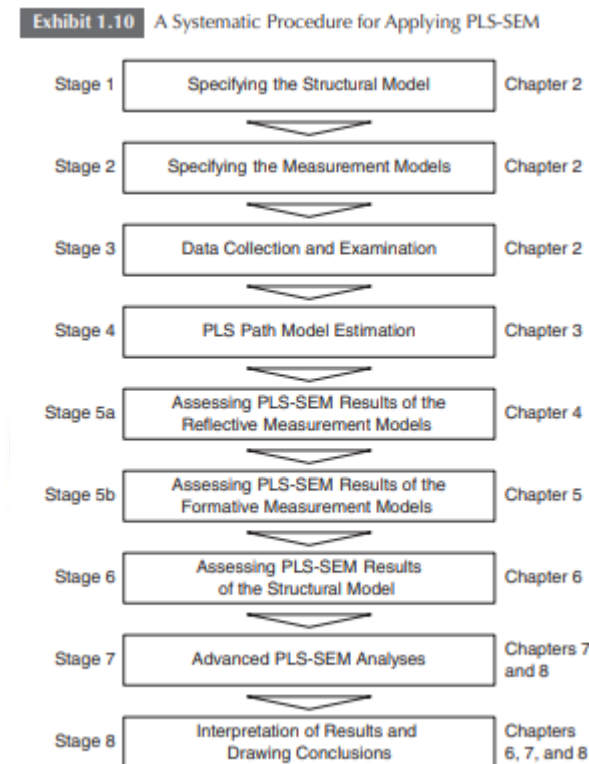 Exhibit 1.10 A Systematic Procedure for Applying PLS-SEM
Stage 1 Specifying the Structural Model Chapter 2
Stage 2 Specifying the Measurement Models Chapter 2
Stage 3 Data Collection and Examination Chapter 2
Stage 4 PLS Path Model Estimation Chapter 3
Stage 5a Assessing PLS-SEM Results of the
Reflective Measurement Models Chapter 4
Stage 5b Assessing PLS-SEM Results of the
Formative Measurement Models Chapter 5
Stage 6 Assessing PLS-SEM Results
of the Structural Model Chapter 6
Stage 7 Advanced PLS-SEM Analyses Chapters 7
and 8
Stage 8 Interpretation of Results and
Drawing Conclusions Chapters
6, 7, and 8